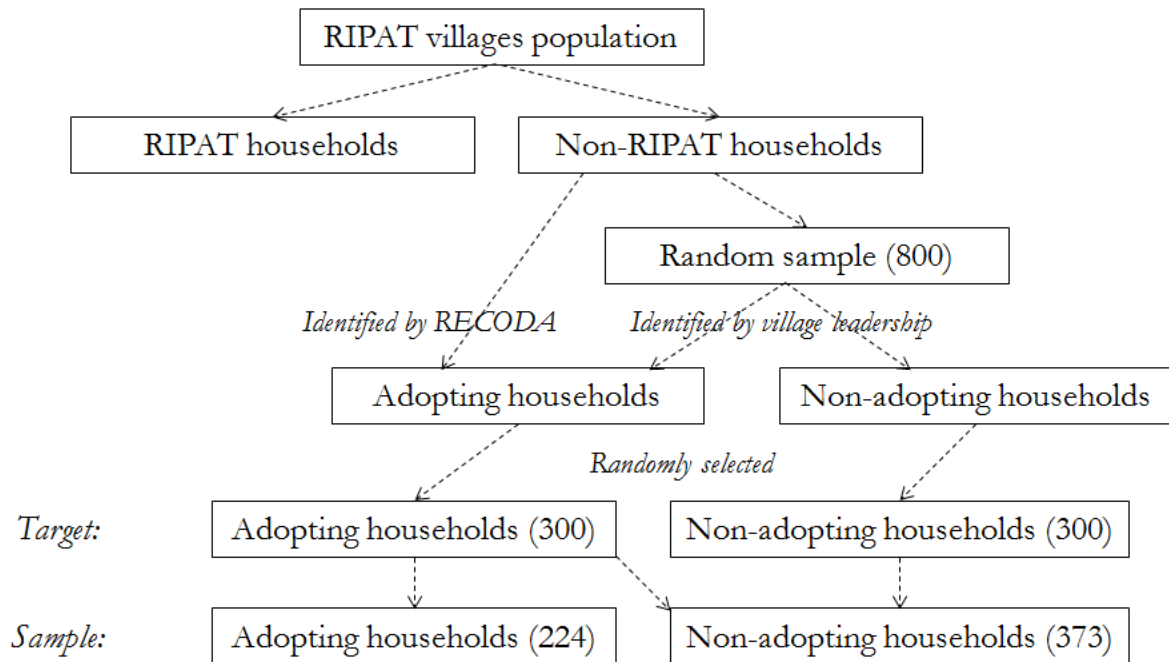 RIPAT villages population
RIPAT households
Non-RIPAT households
Random sample (800)
Identified by RECODA
Identified by village leadership
Adopting households
Non-adopting households
Randomly selected
Target:
Adopting households (300)
Non-adopting households (300)
Sample:
Adopting households (224)
Non-adopting households (373)